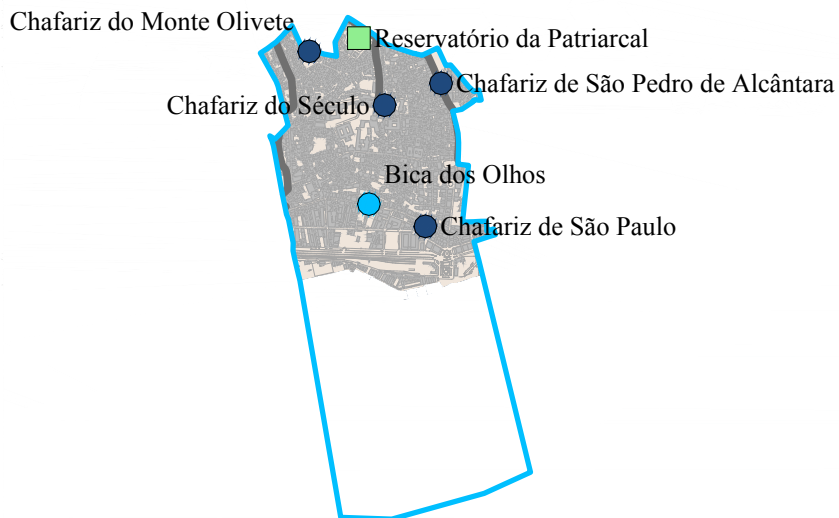 Chafariz do Monte Olivete
Reservatório da Patriarcal
Chafariz de São Pedro de Alcântara
Chafariz do Século
Bica dos Olhos
Chafariz de São Paulo